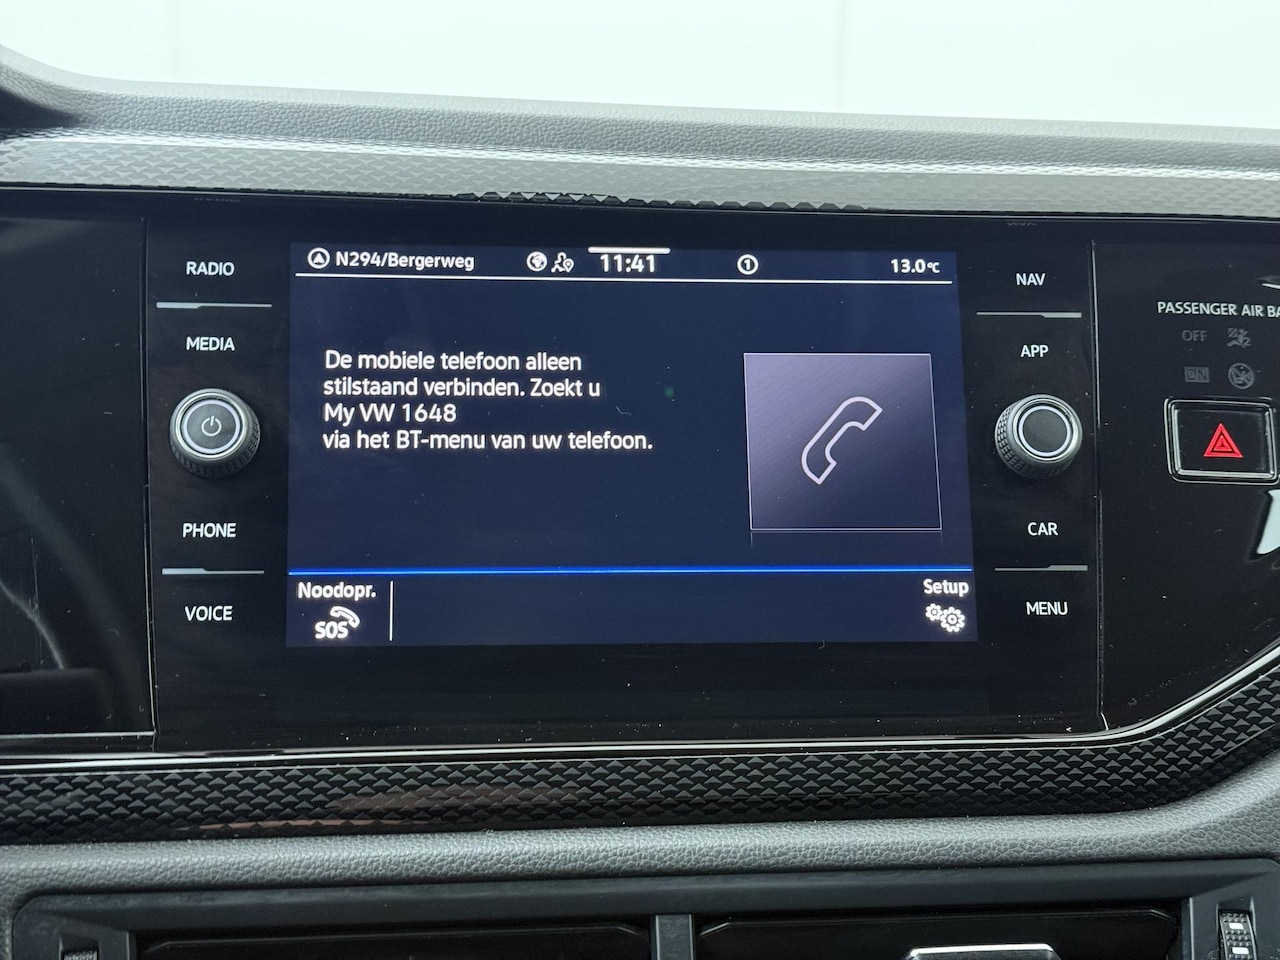 RADIO
MEDIA
PHONE
VOICE
N294/Bergerweg
11:41
1
13.0°C
De mobiele telefoon alleen
stilstaand verbinden. Zoekt u
My VW 1648
via het BT-menu van uw telefoon.
Noodopr.
SOS
Setup
NAV
APP
CAR
MENU
PASSENGER AIR BA
OFF
ON